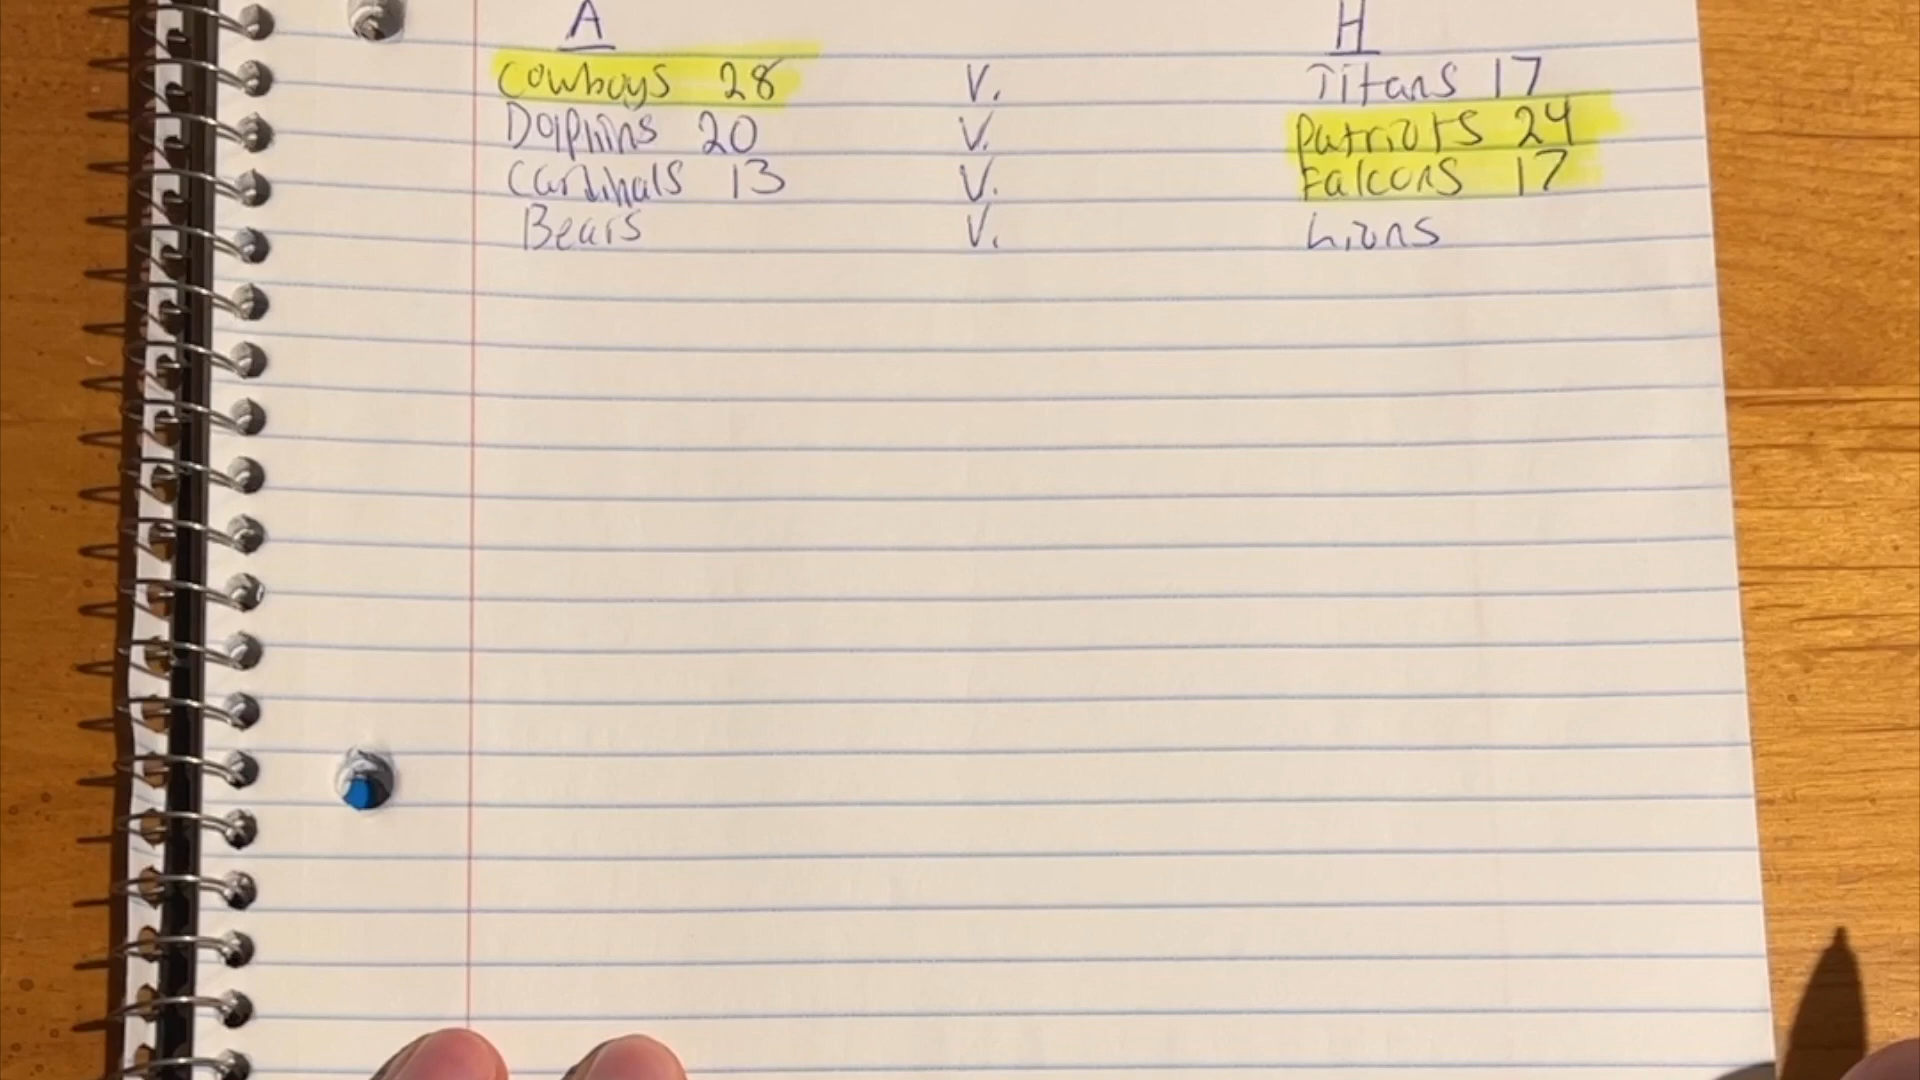 A H
Cowboys 28 V. Titans 17
Dolphins 20 V. Patriots 24
Cardinals 13 V. Falcons 17
Bears V. Lions